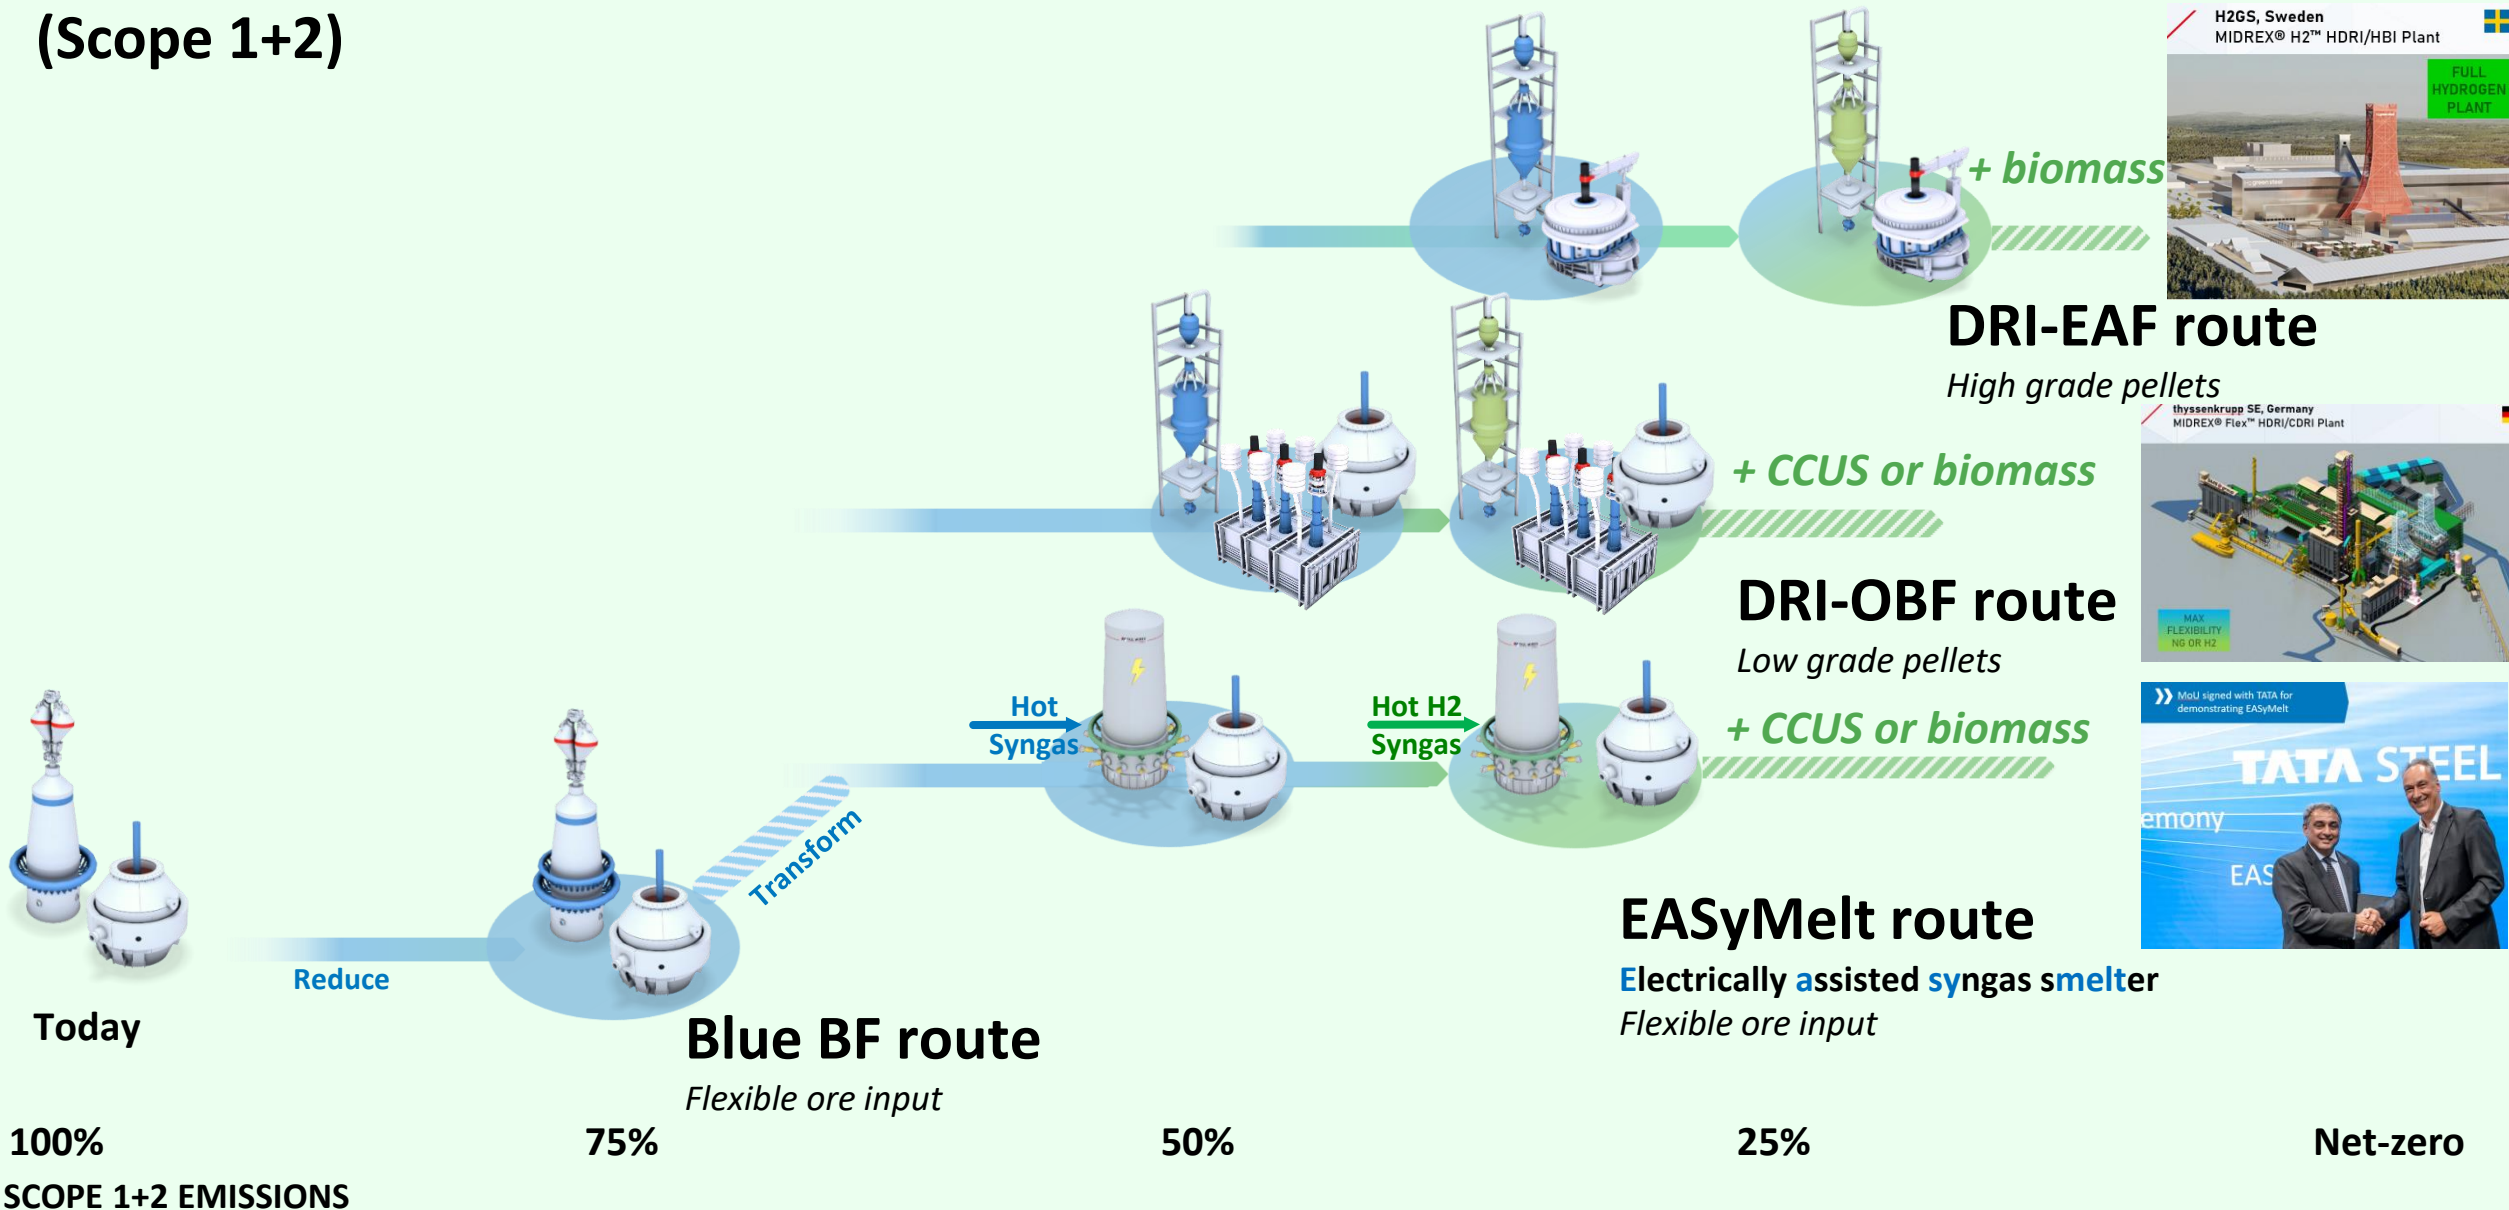 (Scope 1+2)
H2GS, Sweden
MIDREX® H2™ HDRI/HBI Plant
FULL
HYDROGEN
PLANT
+ biomass
DRI-EAF route
High grade pellets
thyssenkrupp SE, Germany
MIDREX® Flex™ HDRI/CDRI Plant
+ CCUS or biomass
MAX
FLEXIBILITY
NG OR H2
DRI-OBF route
Low grade pellets
Hot
Syngas
Hot H2
Syngas
+ CCUS or biomass
MoU signed with TATA for
demonstrating EASyMelt
TATA STEEL
emony
EAS
Transform
Reduce
EASyMelt route
Electrically assisted syngas smelter
Flexible ore input
Today
Blue BF route
Flexible ore input
100%
75%
50%
25%
Net-zero
SCOPE 1+2 EMISSIONS